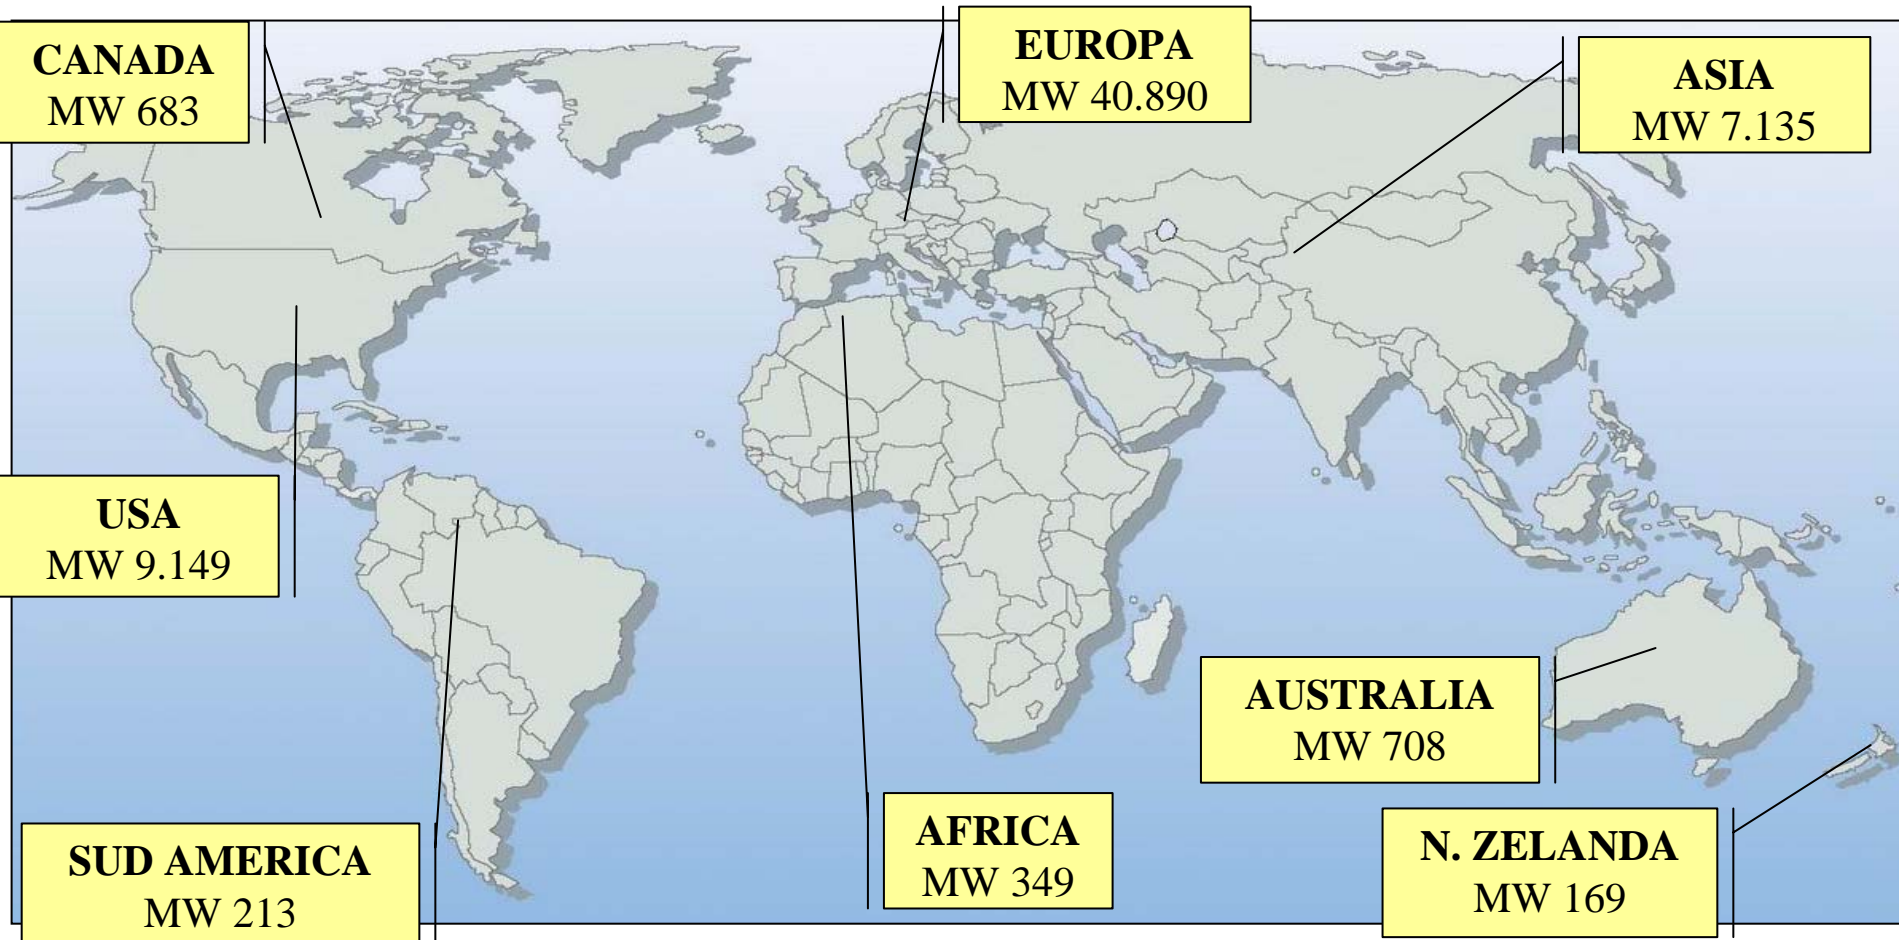 CANADA
MW 683
EUROPA
MW 40.890
ASIA
MW 7.135
USA
MW 9.149
AUSTRALIA
MW 708
SUD AMERICA
MW 213
AFRICA
MW 349
N. ZELANDA
MW 169